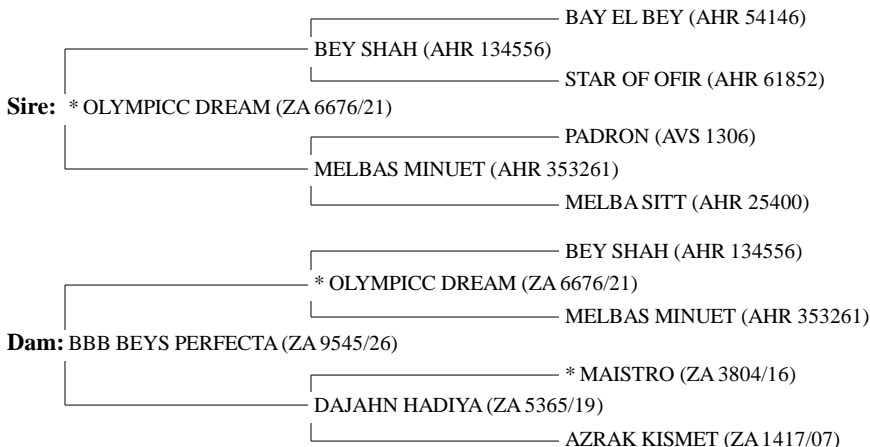 BAY EL BEY (AHR 54146)
BEY SHAH (AHR 134556)
STAR OF OFIR (AHR 61852)
Sire: * OLYMPICC DREAM (ZA 6676/21)
PADRON (AVS 1306)
MELBAS MINUET (AHR 353261)
MELBA SITT (AHR 25400)
BEY SHAH (AHR 134556)
* OLYMPICC DREAM (ZA 6676/21)
MELBAS MINUET (AHR 353261)
Dam: BBB BEYS PERFECTA (ZA 9545/26)
* MAISTRO (ZA 3804/16)
DAJAHN HADIYA (ZA 5365/19)
AZRAK KISMET (ZA 1417/07)